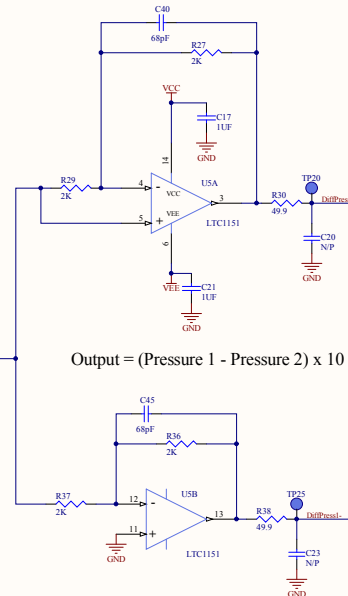 C40
68pF
R27
2K
VCC
C17
1UF
GND
14
R29
2K
4
-
VCC
U5A
3
5
+
VEE
LTC1151
6
R30
49.9
TP20
DiffPress
C20
N/P
GND
VEE
C21
1UF
GND
Output = (Pressure 1 - Pressure 2) x 10
C45
68pF
R36
2K
R37
2K
12
-
U5B
13
11
+
LTC1151
GND
R38
49.9
TP25
DiffPress1-
C23
N/P
GND